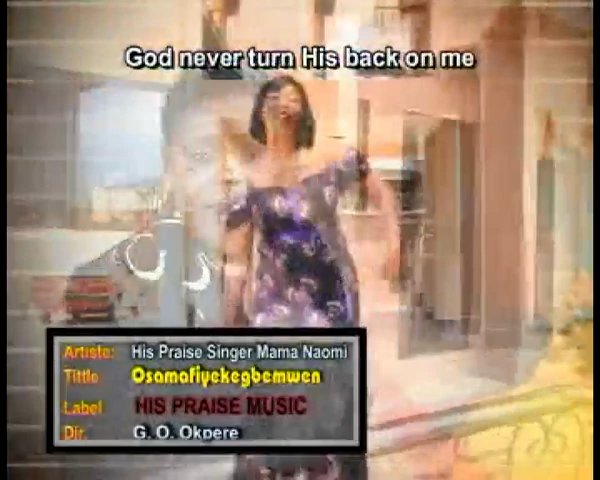 God never turn His back on me
Artiste: His Praise Singer Mama Naomi
Tittle Osamafiyekegbemwen
Label HIS PRAISE MUSIC
Dir. G. O. Okpere